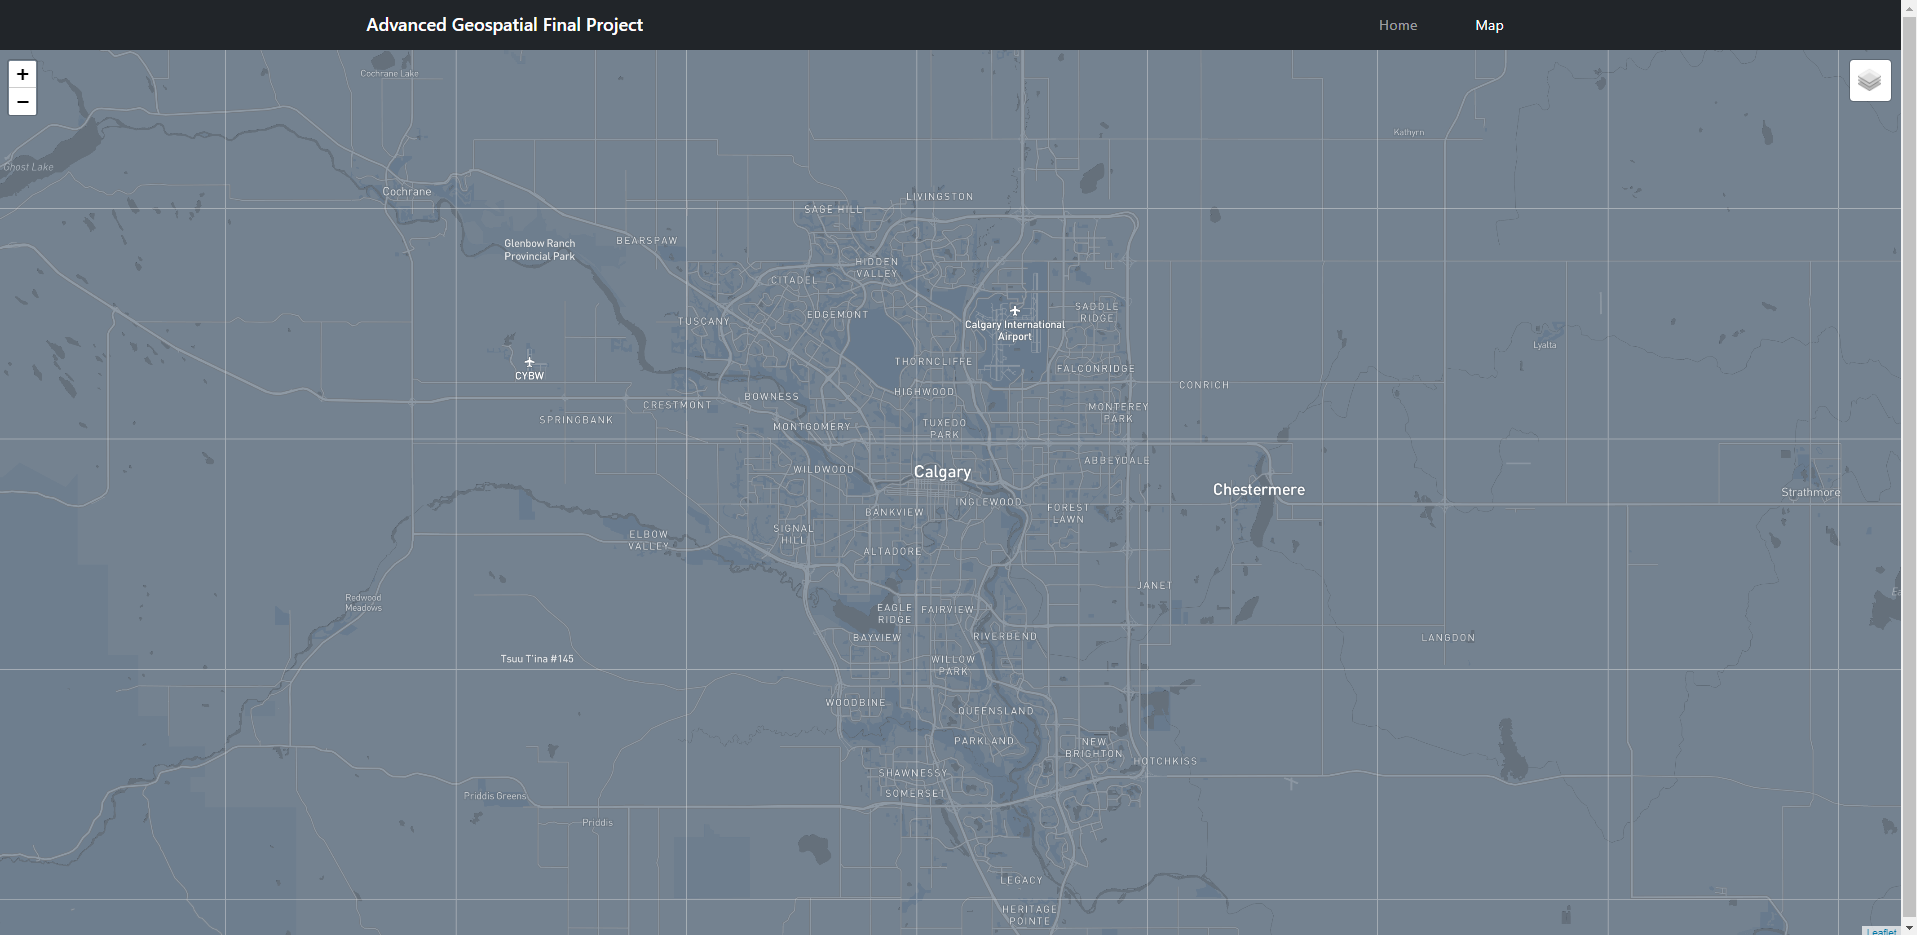 Advanced Geospatial Final Project
Home
Map
+
−
Cochrane Lake
Kathyrn
Ghost Lake
Cochrane
LIVINGSTON
SAGE HILL
Glenbow Ranch
Provincial Park
BEARSPAW
HIDDEN
VALLEY
CITADEL
EDGEMONT
SADDLE
RIDGE
TUSCANY
Calgary International
Airport
Lyalta
THORNCLIFFE
FALCONRIDGE
CYBW
CONRICH
HIGHWOOD
BOWNESS
CRESTMONT
MONTEREY
PARK
SPRINGBANK
MONTGOMERY
TUXEDO
PARK
ABBEYDALE
WILDWOOD
Calgary
Chestermere
Strathmore
INGLEWOOD
BANKVIEW
FOREST
LAWN
SIGNAL
HILL
ELBOW
VALLEY
ALTADORE
JANET
Redwood
Meadows
EAGLE
RIDGE
FAIRVIEW
RIVERBEND
BAYVIEW
LANGDON
Tsuu T'ina #145
WILLOW
PARK
WOODBINE
QUEENSLAND
PARKLAND
NEW
BRIGHTON
HOTCHKISS
SHAWNESSY
SOMERSET
Priddis Greens
Priddis
LEGACY
HERITAGE
POINTE
Leaflet